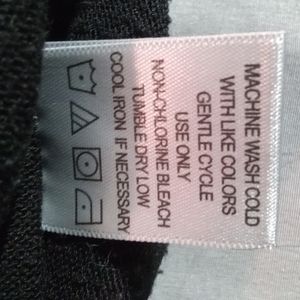 MACHINE WASH COLD
WITH LIKE COLORS
GENTLE CYCLE
USE ONLY
NON-CHLORINE BLEACH
TUMBLE DRY LOW
COOL IRON IF NECESSARY